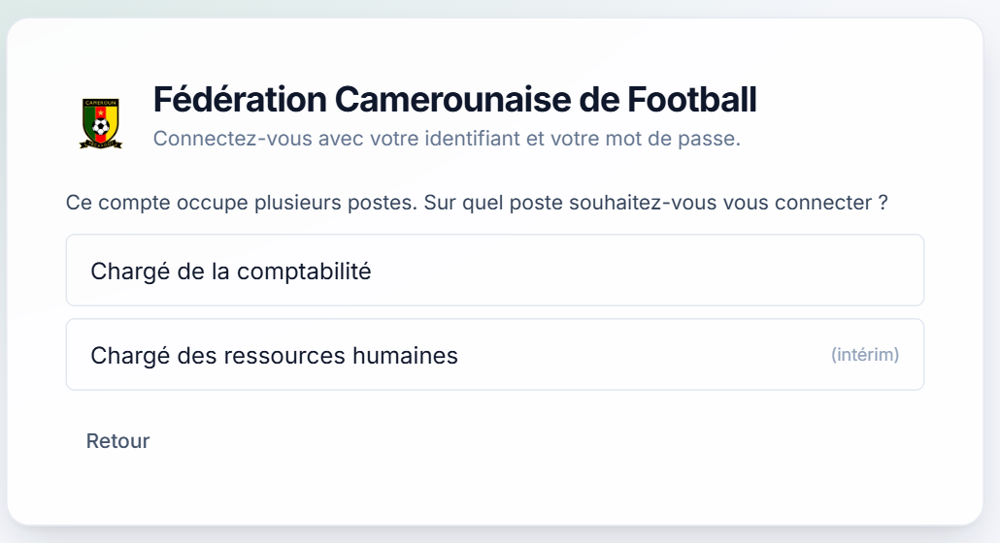 CAMEROUN
Fédération Camerounaise de Football
Connectez-vous avec votre identifiant et votre mot de passe.
Ce compte occupe plusieurs postes. Sur quel poste souhaitez-vous vous connecter ?
Chargé de la comptabilité
Chargé des ressources humaines
(intérim)
Retour